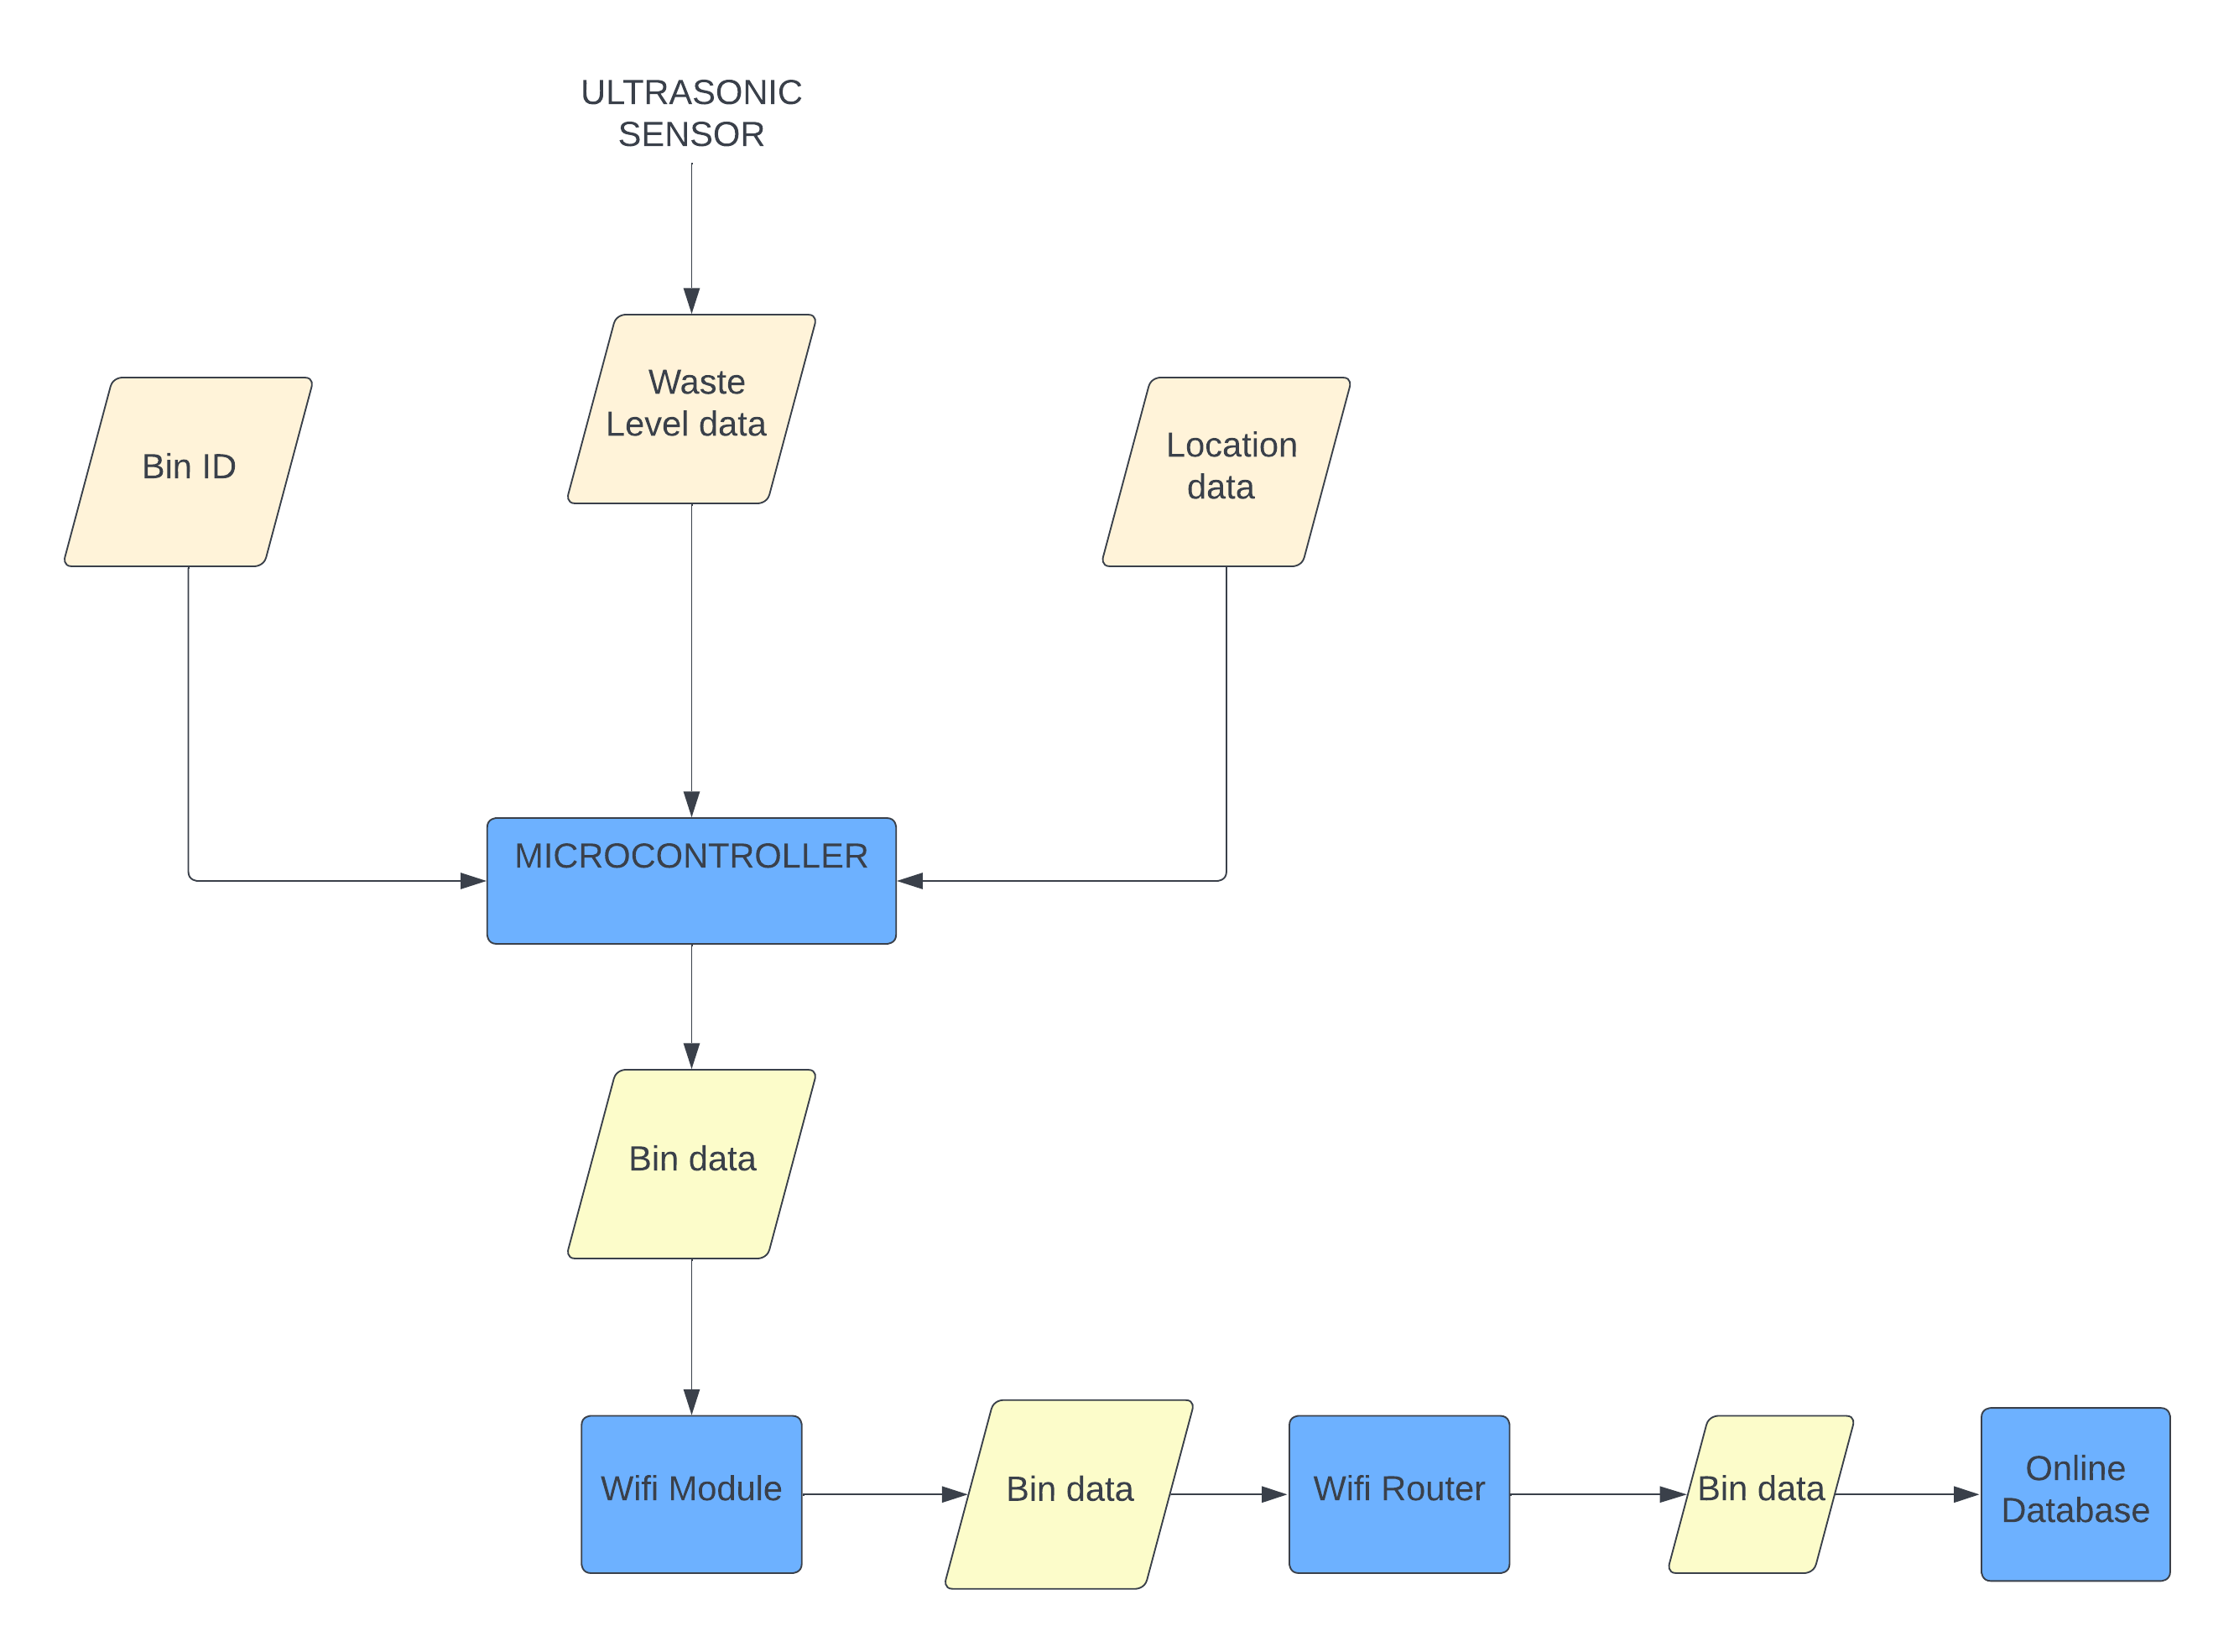 ULTRASONIC
SENSOR
Waste
Level data
Bin ID
Location
data
MICROCONTROLLER
Bin data
Wifi Module
Bin data
Wifi Router
Bin data
Online
Database